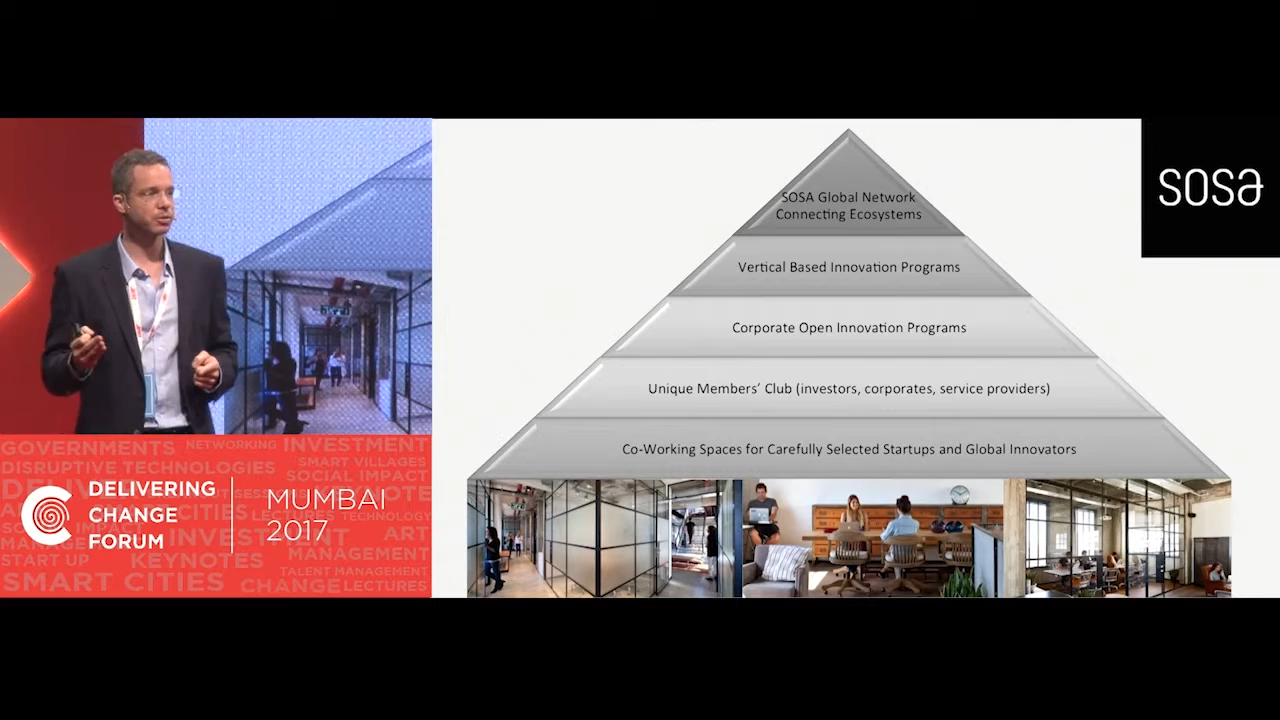 SOSA Global Network
Connecting Ecosystems
Vertical Based Innovation Programs
Corporate Open Innovation Programs
Unique Members' Club (investors, corporates, service providers)
Co-Working Spaces for Carefully Selected Startups and Global Innovators
sosa
DELIVERING
CHANGE
FORUM
MUMBAI
2017
GOVERNMENTS NETWORKING INVESTMENT
DISRUPTIVE TECHNOLOGIES SMART VILLAGES
SOCIAL IMPACT
CITIES LECTURES TECHNOLOGY
IMPACT INVESTMENT ART
MANAGEMENT
START UP KEYNOTES TALENT MANAGEMENT
SMART CITIES CHANGE LECTURES